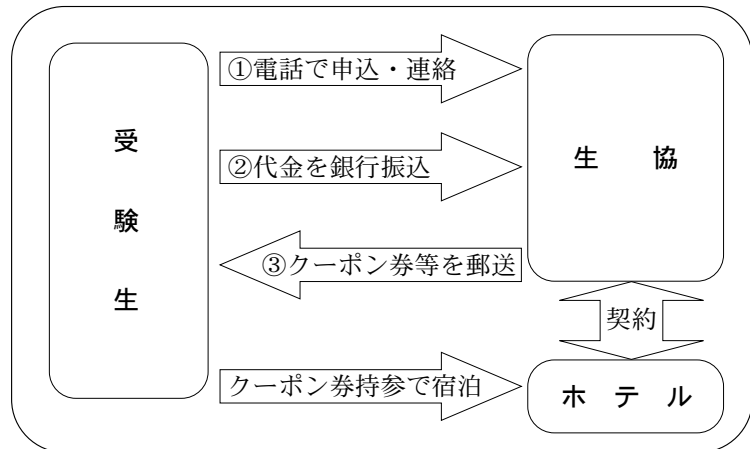 受験生
①電話で申込・連絡
②代金を銀行振込
③クーポン券等を郵送
クーポン券持参で宿泊
生協
契約
ホテル